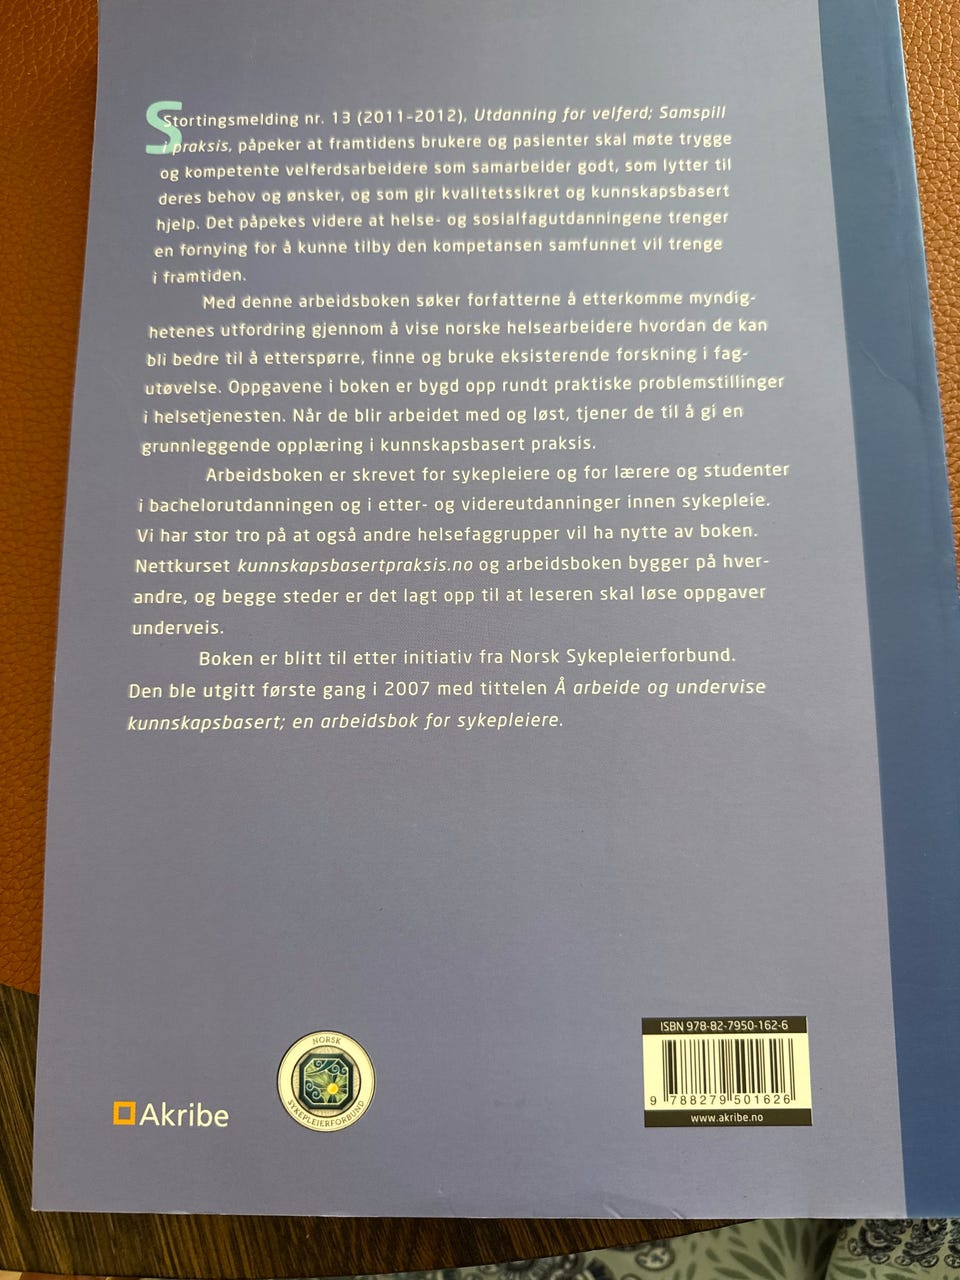 Stortingsmelding nr. 13 (2011–2012), Utdanning for velferd; Samspill
i praksis, påpeker at framtidens brukere og pasienter skal møte trygge
og kompetente velferdsarbeidere som samarbeider godt, som lytter til
deres behov og ønsker, og som gir kvalitetssikret og kunnskapsbasert
hjelp. Det påpekes videre at helse- og sosialfagutdanningene trenger
en fornying for å kunne tilby den kompetansen samfunnet vil trenge
i framtiden.
Med denne arbeidsboken søker forfatterne å etterkomme myndig-
hetenes utfordring gjennom å vise norske helsearbeidere hvordan de kan
bli bedre til å etterspørre, finne og bruke eksisterende forskning i fag-
utøvelse. Oppgavene i boken er bygd opp rundt praktiske problemstillinger
i helsetjenesten. Når de blir arbeidet med og løst, tjener de til å gi en
grunnleggende opplæring i kunnskapsbasert praksis.
Arbeidsboken er skrevet for sykepleiere og for lærere og studenter
i bachelorutdanningen og i etter- og videreutdanninger innen sykepleie.
Vi har stor tro på at også andre helsefaggrupper vil ha nytte av boken.
Nettkurset kunnskapsbasertpraksis.no og arbeidsboken bygger på hver-
andre, og begge steder er det lagt opp til at leseren skal løse oppgaver
underveis.
Boken er blitt til etter initiativ fra Norsk Sykepleierforbund.
Den ble utgitt første gang i 2007 med tittelen Å arbeide og undervise
kunnskapsbasert; en arbeidsbok for sykepleiere.
ISBN 978-82-7950-162-6
9 788279 501626
www.akribe.no
NORSK
SYKEPLEIERFORBUND
Akribe